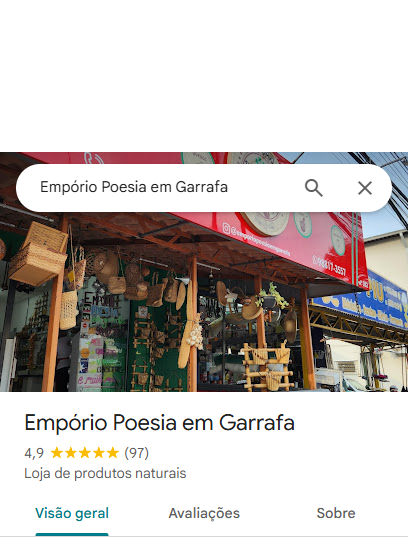 Empório Poesia em Garrafa
@emporiopoesiaemgarrafa
Empório Poesia em Garrafa
4,9 (97)
Loja de produtos naturais
Visão geral
Avaliações
Sobre